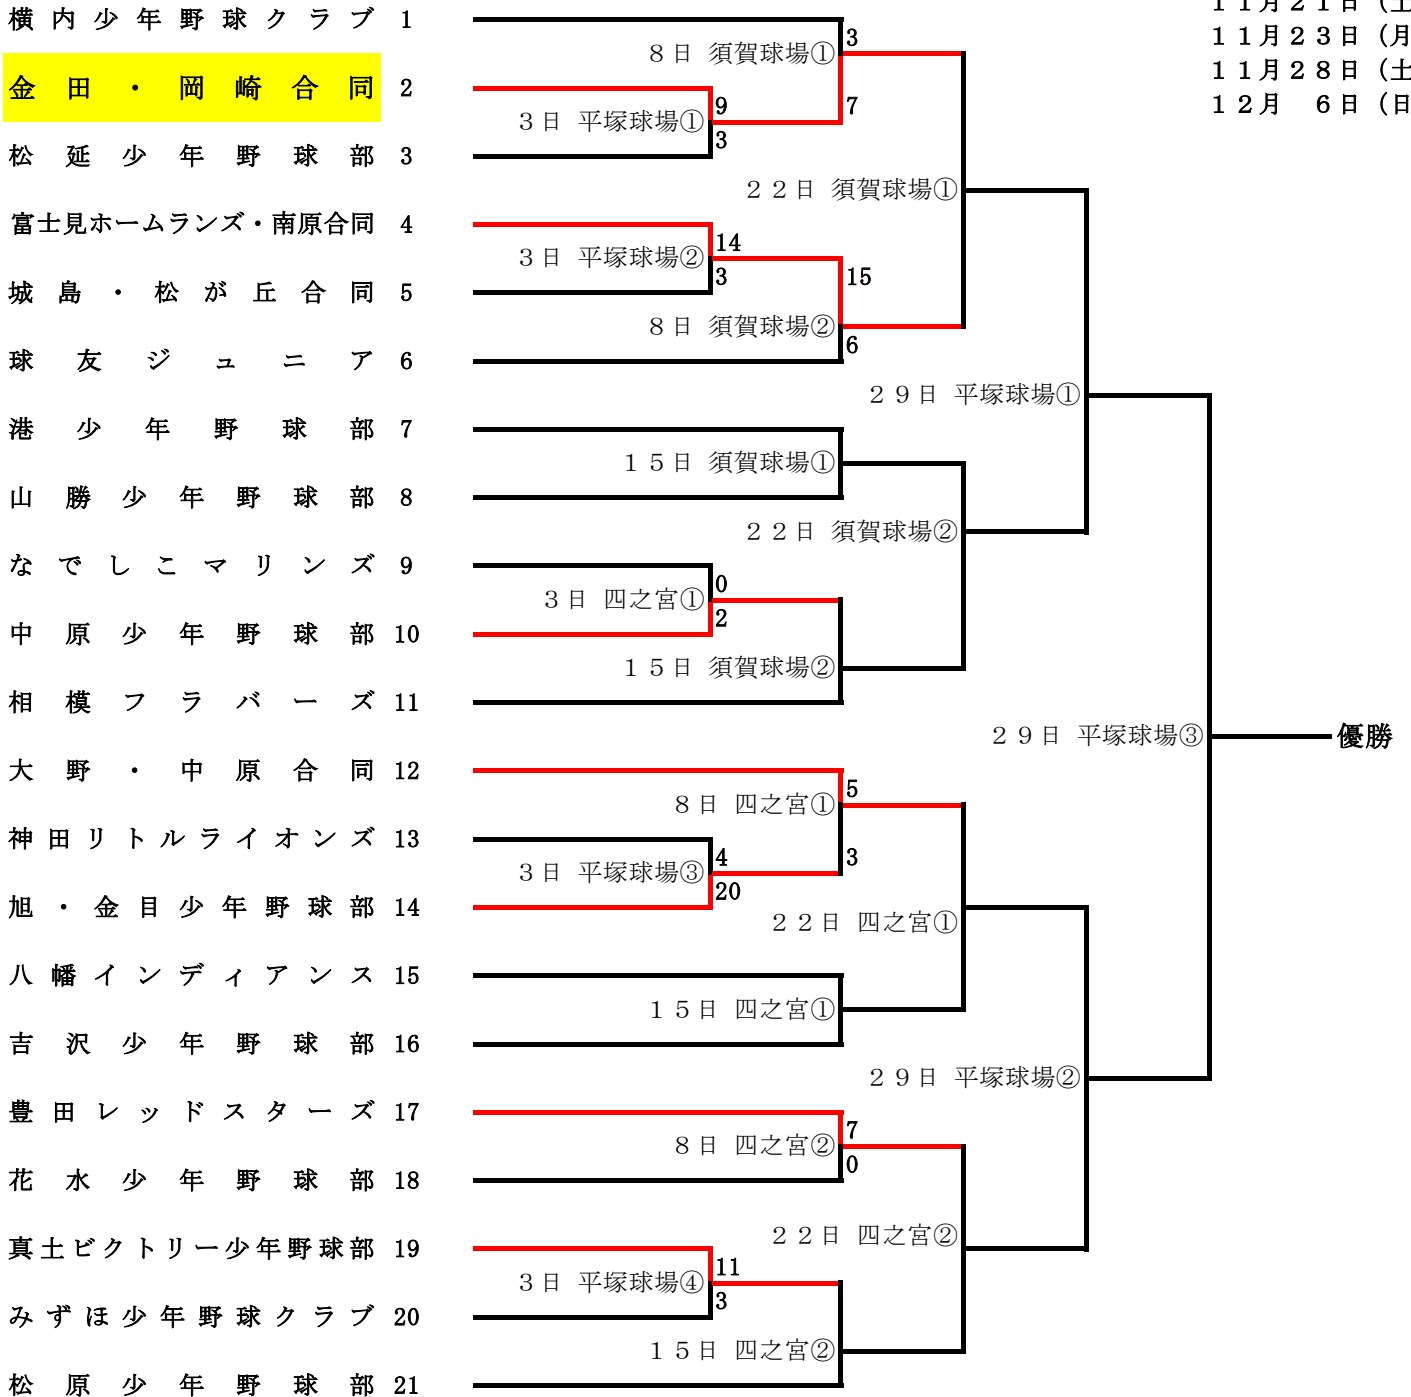 横内少年野球クラブ 1
金田・岡崎合同 2
松延少年野球部 3
富士見ホームランズ・南原合同 4
城島・松が丘合同 5
球友ジュニア 6
港少年野球部 7
山勝少年野球部 8
なでしこマリンズ 9
中原少年野球部 10
相模フラバーズ 11
大野・中原合同 12
神田リトルライオンズ 13
旭・金目少年野球部 14
八幡インディアンス 15
吉沢少年野球部 16
豊田レッドスターズ 17
花水少年野球部 18
真土ビクトリー少年野球部 19
みずほ少年野球クラブ 20
松原少年野球部 21
3日 平塚球場①
9
3
3日 平塚球場②
14
3
3日 四之宮①
0
2
3日 平塚球場③
4
20
3日 平塚球場④
11
3
8日 須賀球場①
3
7
8日 須賀球場②
15
6
15日 須賀球場①
15日 須賀球場②
8日 四之宮①
5
3
15日 四之宮①
8日 四之宮②
7
0
15日 四之宮②
22日 須賀球場①
22日 須賀球場②
22日 四之宮①
22日 四之宮②
29日 平塚球場①
29日 平塚球場②
29日 平塚球場③
優勝
11月21日（土
11月23日（月
11月28日（土
12月 6日（日